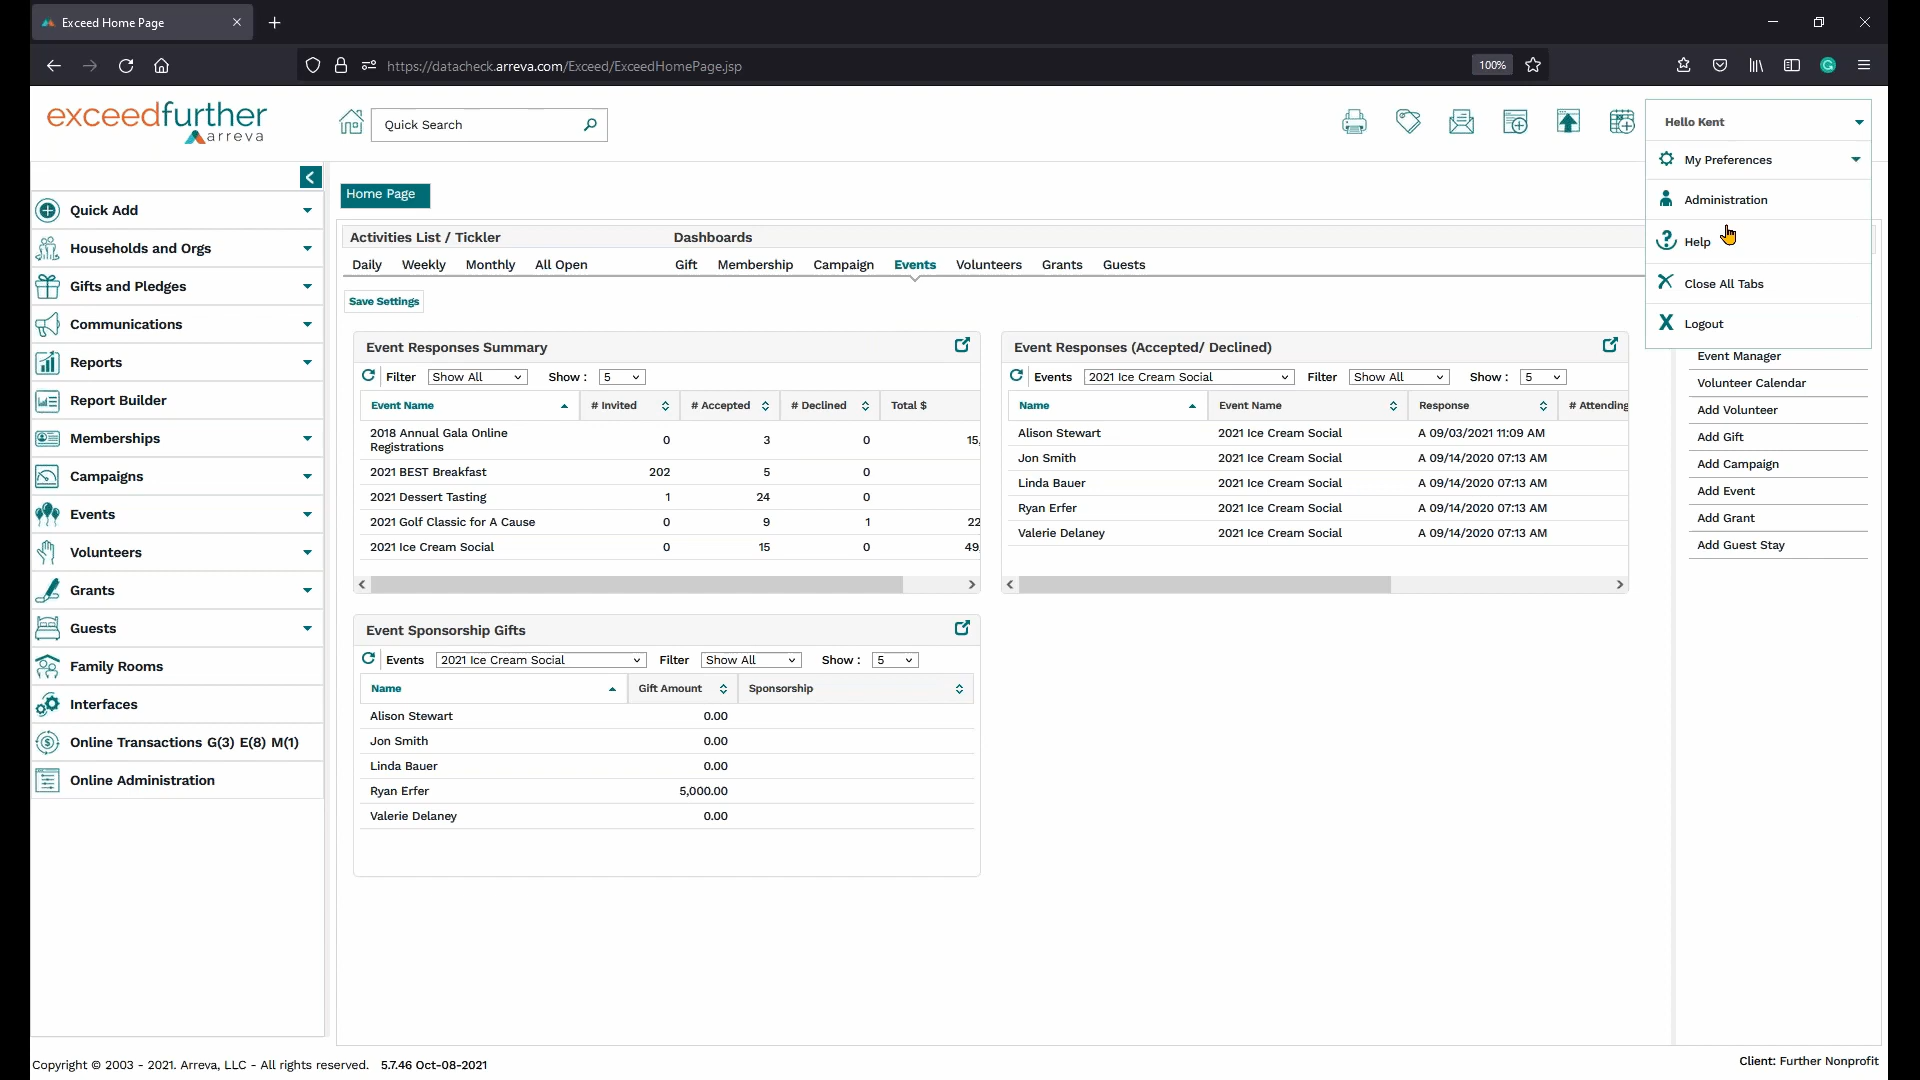 Exceed Home Page
https://datacheck.arreva.com/Exceed/ExceedHomePage.jsp
100%
exceedfurther
arreva
Quick Search
Hello Kent
My Preferences
Administration
Help
Close All Tabs
Logout
Quick Add
Households and Orgs
Gifts and Pledges
Communications
Reports
Report Builder
Memberships
Campaigns
Events
Volunteers
Grants
Guests
Family Rooms
Interfaces
Online Transactions G(3) E(8) M(1)
Online Administration
Home Page
Activities List / Tickler Dashboards
Daily Weekly Monthly All Open Gift Membership Campaign Events Volunteers Grants Guests
Save Settings
Event Responses Summary
Filter Show All Show : 5
Event Name # Invited # Accepted # Declined Total $
2018 Annual Gala Online
Registrations 0 3 0 15,
2021 BEST Breakfast 202 5 0
2021 Dessert Tasting 1 24 0
2021 Golf Classic for A Cause 0 9 1 22
2021 Ice Cream Social 0 15 0 49,
Event Responses (Accepted/ Declined)
Events 2021 Ice Cream Social Filter Show All Show : 5
Name Event Name Response # Attending
Alison Stewart 2021 Ice Cream Social A 09/03/2021 11:09 AM
Jon Smith 2021 Ice Cream Social A 09/14/2020 07:13 AM
Linda Bauer 2021 Ice Cream Social A 09/14/2020 07:13 AM
Ryan Erfer 2021 Ice Cream Social A 09/14/2020 07:13 AM
Valerie Delaney 2021 Ice Cream Social A 09/14/2020 07:13 AM
Event Sponsorship Gifts
Events 2021 Ice Cream Social Filter Show All Show : 5
Name Gift Amount Sponsorship
Alison Stewart 0.00
Jon Smith 0.00
Linda Bauer 0.00
Ryan Erfer 5,000.00
Valerie Delaney 0.00
Event Manager
Volunteer Calendar
Add Volunteer
Add Gift
Add Campaign
Add Event
Add Grant
Add Guest Stay
Copyright © 2003 - 2021. Arreva, LLC - All rights reserved. 5.7.46 Oct-08-2021
Client: Further Nonprofit